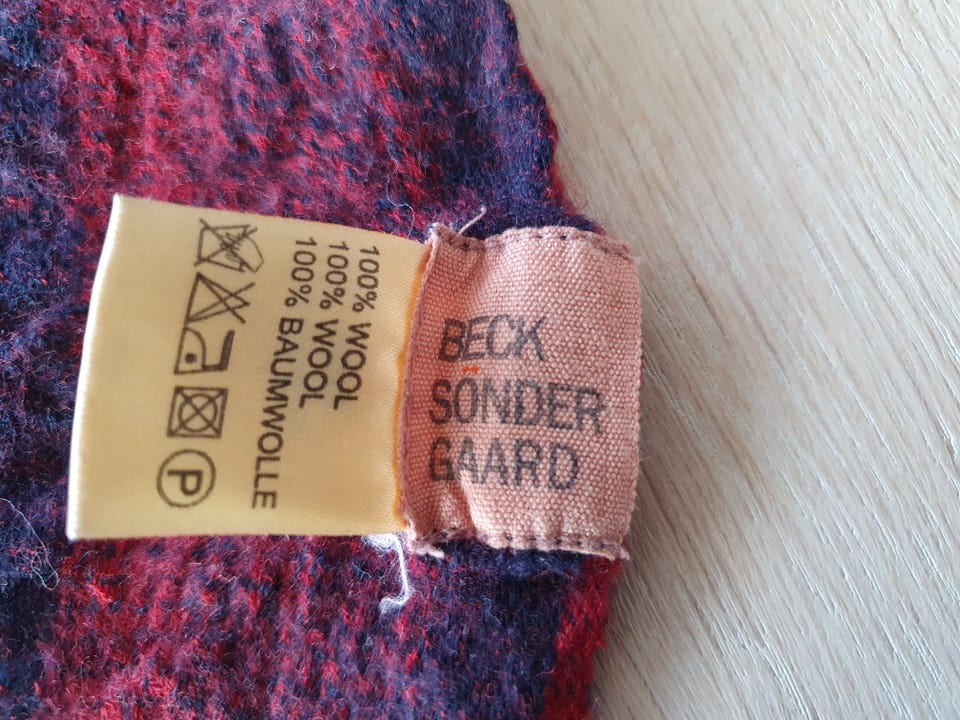 BECK
SÖNDER
GAARD
100% WOOL
100% WOOL
100% BAUMWOLLE
P